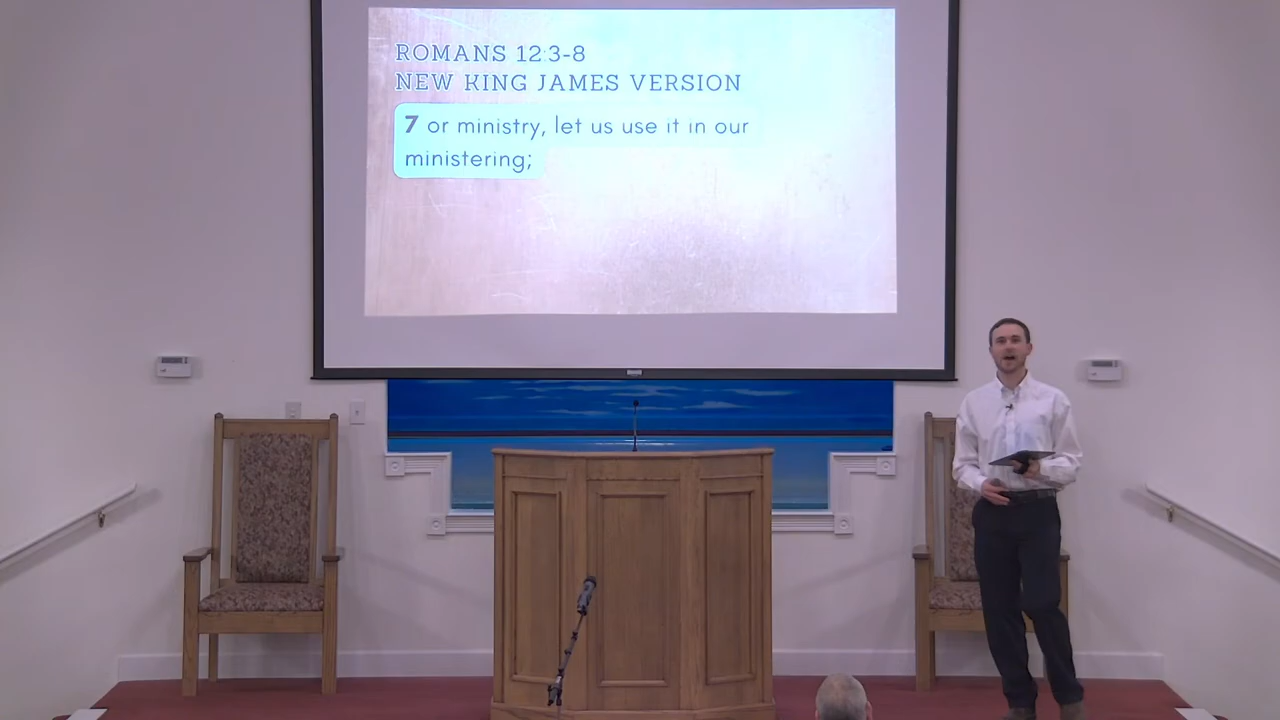 ROMANS 12:3-8
NEW KING JAMES VERSION
7 or ministry, let us use it in our
ministering;